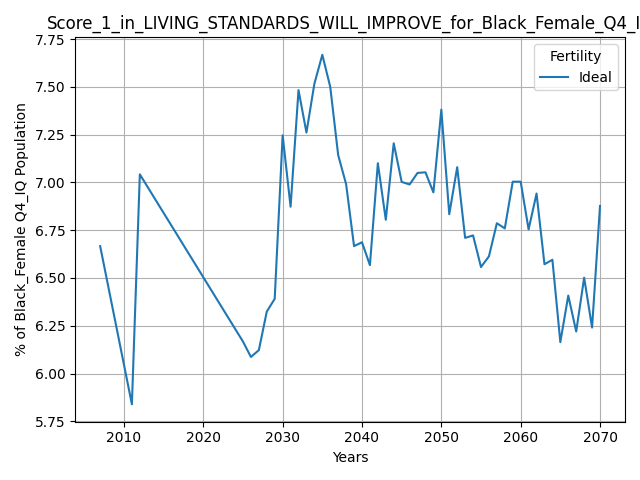 Score_1_in_LIVING_STANDARDS_WILL_IMPROVE_for_Black_Female_Q4_I
Fertility
Ideal
% of Black_Female Q4_IQ Population
7.75
7.50
7.25
7.00
6.75
6.50
6.25
6.00
5.75
2010 2020 2030 2040 2050 2060 2070
Years